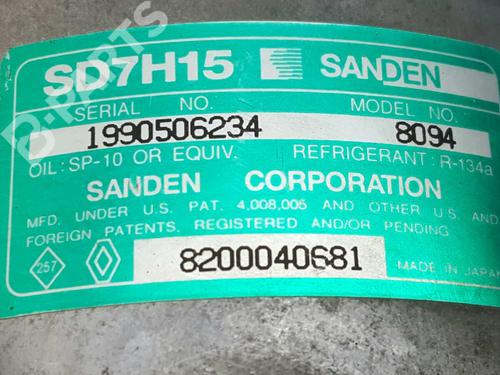 B-PARTS
SD7H15 SANDEN
SERIAL NO. MODEL NO.
1990506234 8094
OIL: SP-10 OR EQUIV. REFRIGERANT: R-134a
SANDEN CORPORATION
MFD. UNDER U.S. PAT. 4,008,005 AND OTHER U.S. AND
FOREIGN PATENTS, REGISTERED AND/OR PENDING
257 8200040681 MADE IN JAPAN